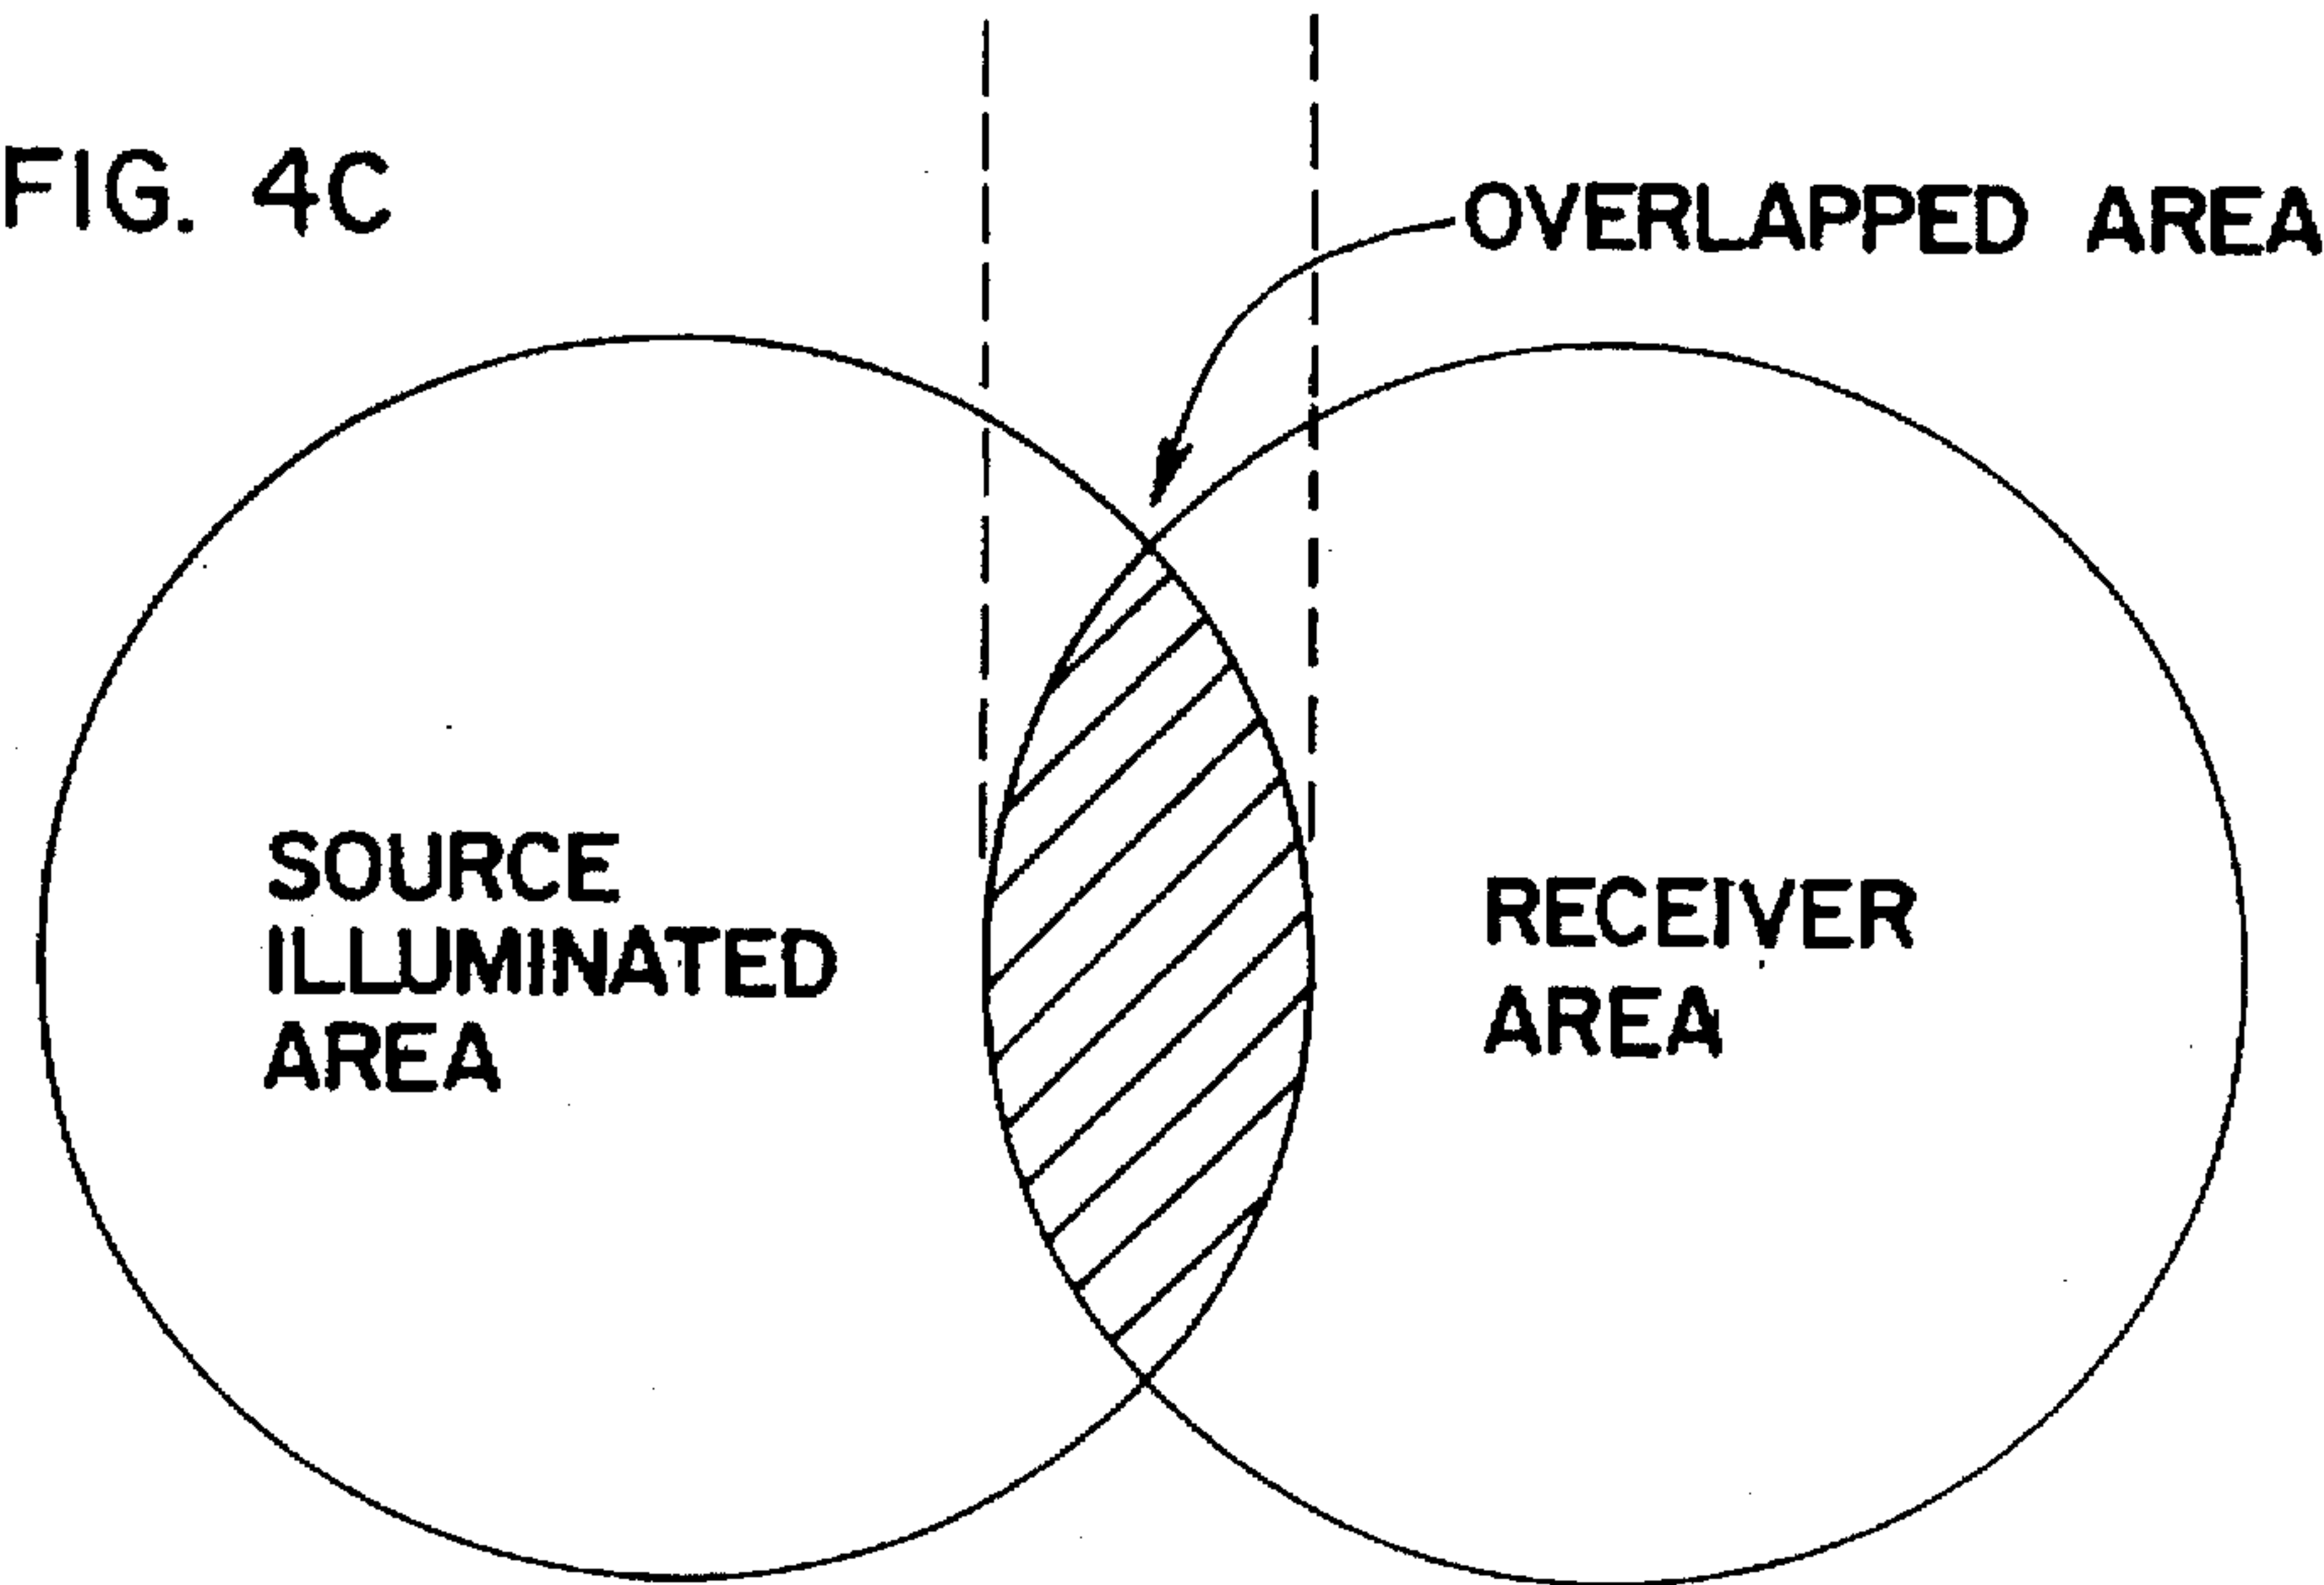 FIG. 4C
OVERLAPPED AREA
SOURCE
ILLUMINATED
AREA
RECEIVER
AREA